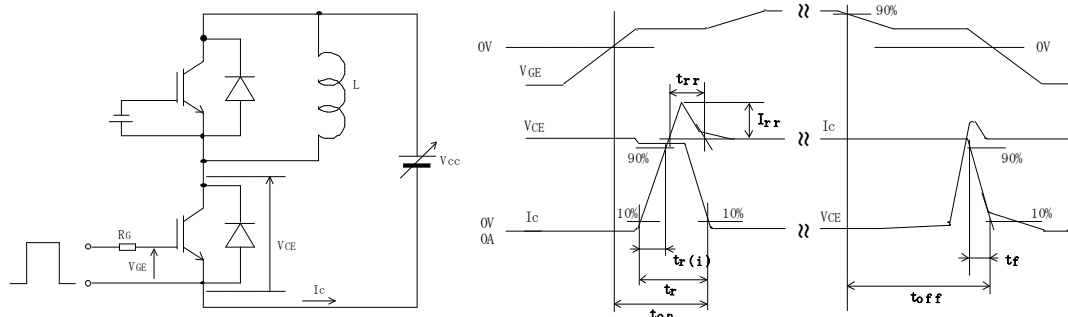 L
Vcc
RG
VGE
VCE
Ic
0V
VGE
VCE
Ic
0V
0A
90%
10%
10%
trr
Irr
tr(i)
tr
ton
90%
0V
Ic
90%
VCE
10%
tf
toff